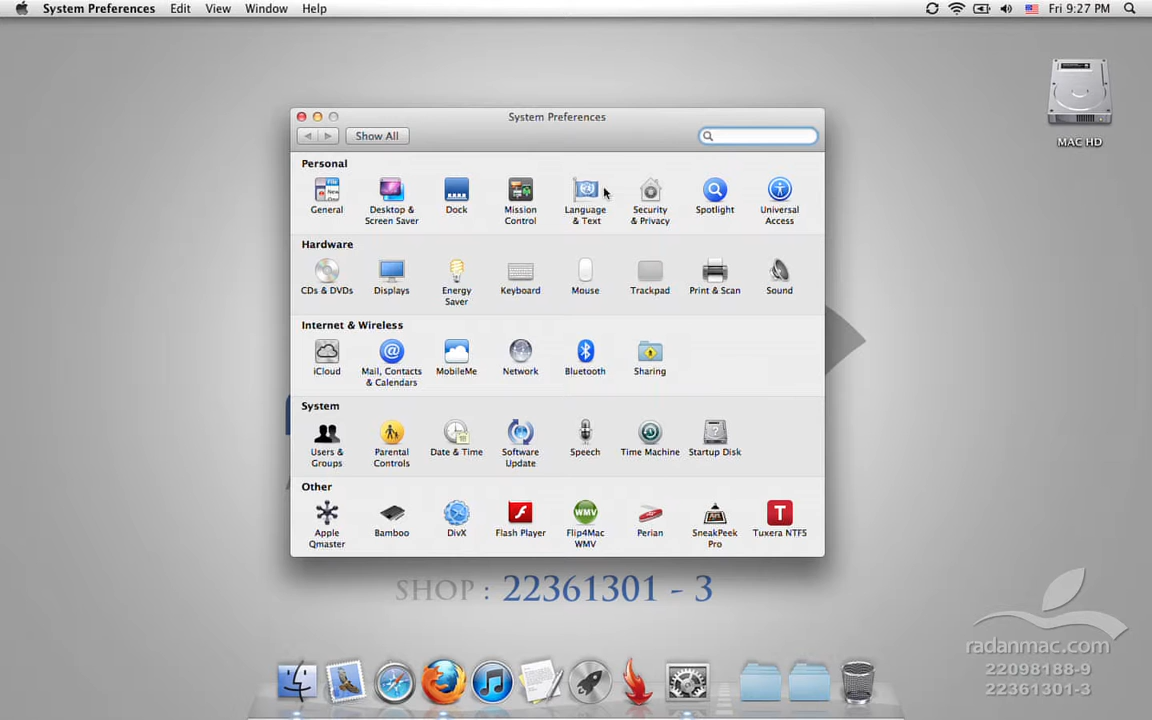 System Preferences Edit View Window Help
Fri 9:27 PM
MAC HD
System Preferences
Show All
Personal
General
Desktop &
Screen Saver
Dock
Mission
Control
Language
& Text
Security
& Privacy
Spotlight
Universal
Access
Hardware
CDs & DVDs
Displays
Energy
Saver
Keyboard
Mouse
Trackpad
Print & Scan
Sound
Internet & Wireless
iCloud
Mail, Contacts
& Calendars
MobileMe
Network
Bluetooth
Sharing
System
Users &
Groups
Parental
Controls
Date & Time
Software
Update
Speech
Time Machine
Startup Disk
Other
Apple
Qmaster
Bamboo
DivX
Flash Player
WMV
Flip4Mac
WMV
Perian
SneakPeek
Pro
T
Tuxera NTFS
SHOP : 22361301 - 3
radanmac.com
22098188-9
22361301-3